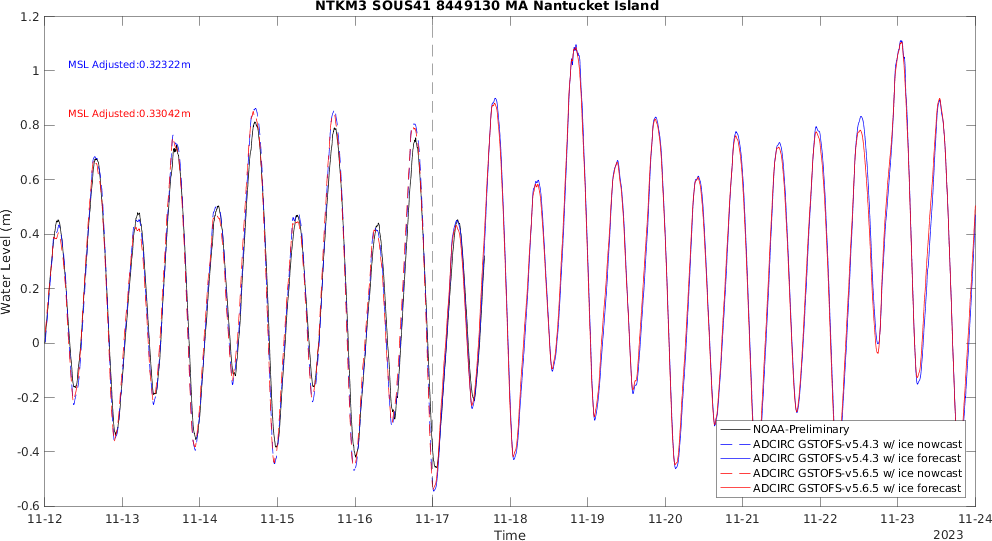 NTKM3 SOUS41 8449130 MA Nantucket Island
MSL Adjusted:0.32322m
MSL Adjusted:0.33042m
Water Level (m)
1.2
1
0.8
0.6
0.4
0.2
0
-0.2
-0.4
-0.6
NOAA-Preliminary
ADCIRC GSTOFS-v5.4.3 w/ ice nowcast
ADCIRC GSTOFS-v5.4.3 w/ ice forecast
ADCIRC GSTOFS-v5.6.5 w/ ice nowcast
ADCIRC GSTOFS-v5.6.5 w/ ice forecast
11-12 11-13 11-14 11-15 11-16 11-17 11-18 11-19 11-20 11-21 11-22 11-23 11-24
Time
2023